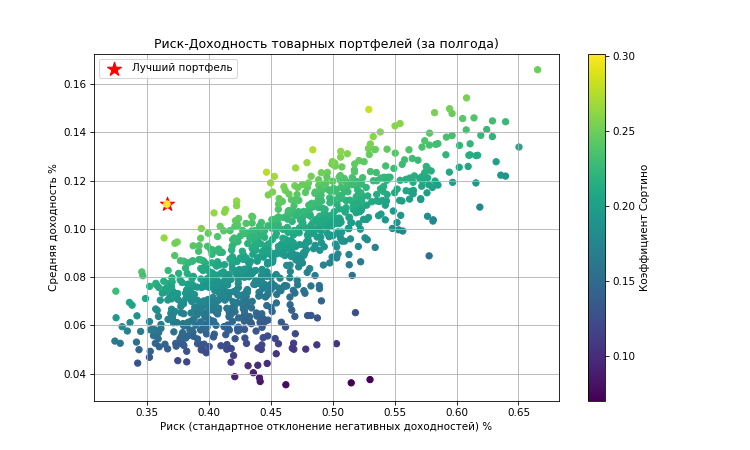 Риск-Доходность товарных портфелей (за полгода)
Лучший портфель
Средняя доходность %
0.16
0.14
0.12
0.10
0.08
0.06
0.04
0.35 0.40 0.45 0.50 0.55 0.60 0.65
Риск (стандартное отклонение негативных доходностей) %
0.30
0.25
0.20
0.15
0.10
Коэффициент Сортино